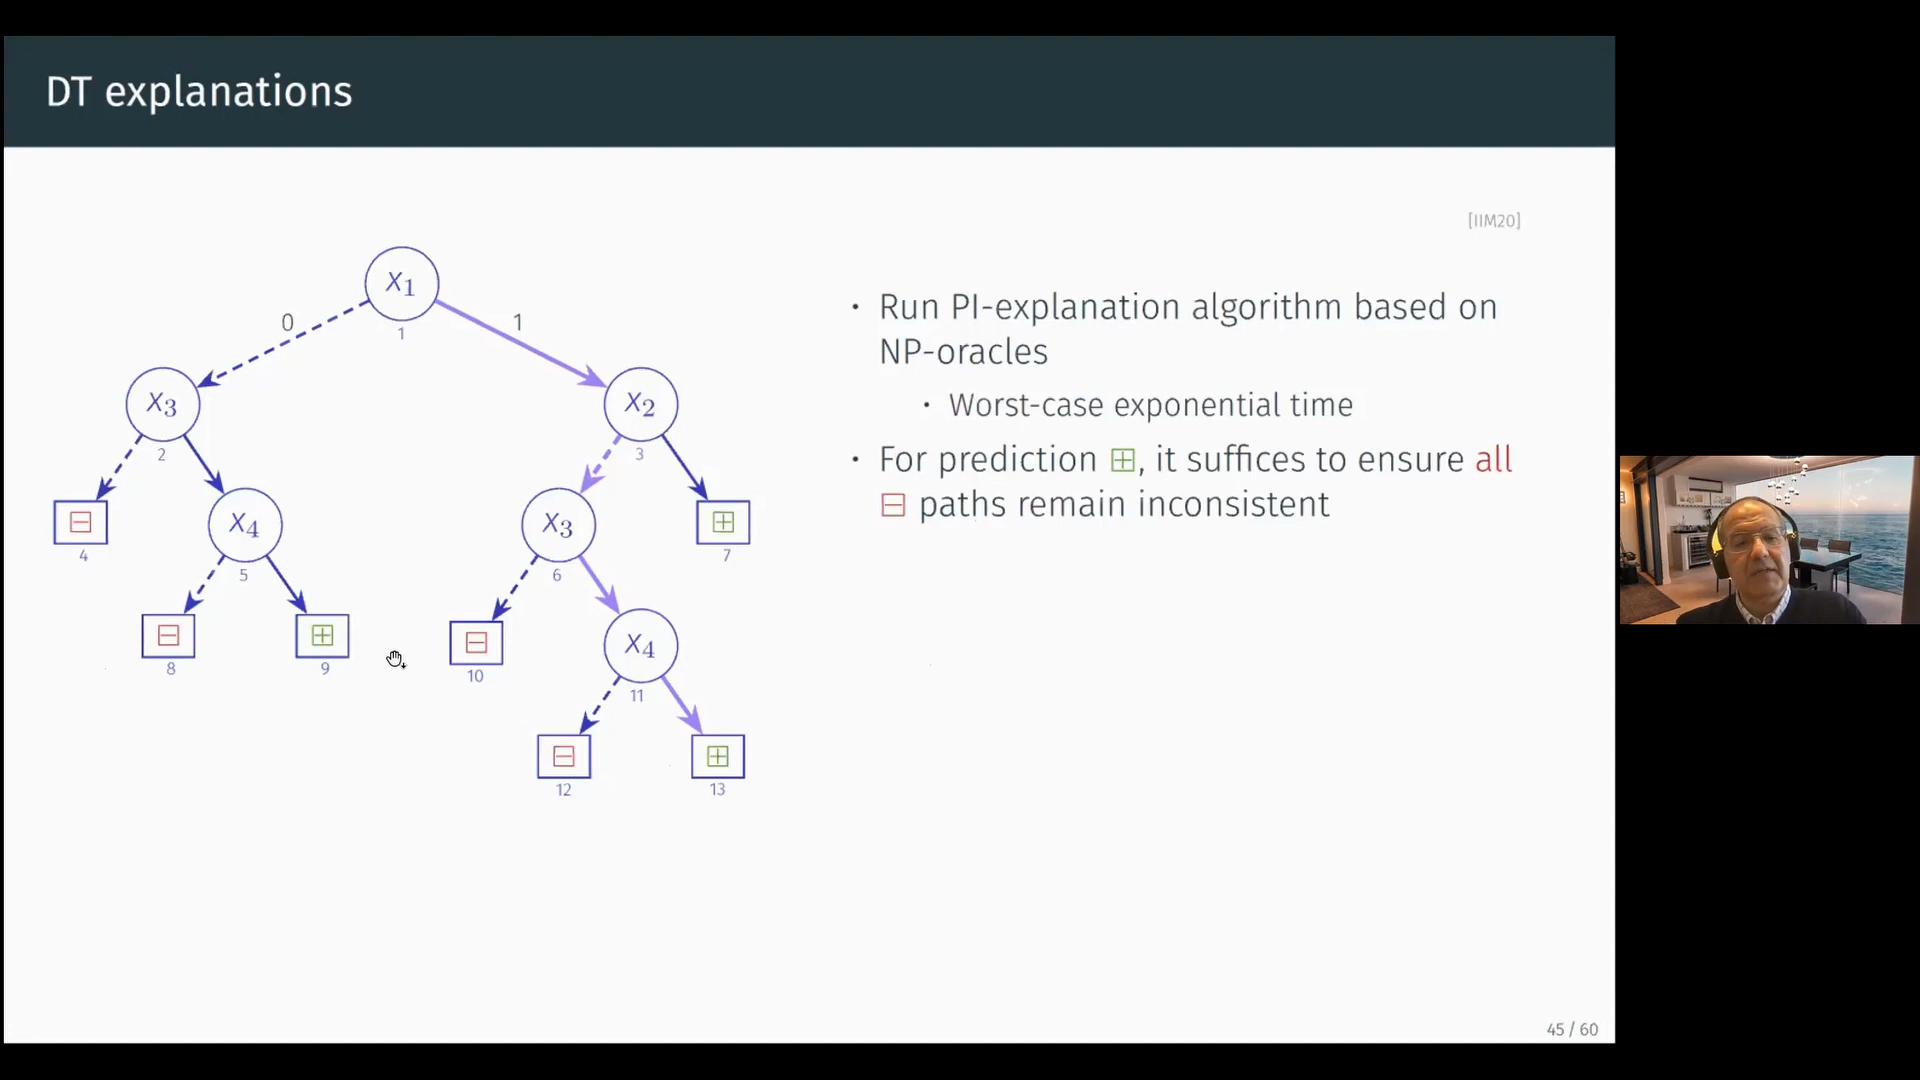 DT explanations
[IIM20]
x₁
0
1
1
x₃
x₂
2
3
x₄
x₃
4
5
6
7
x₄
8
9
10
11
12
13
• Run PI-explanation algorithm based on
NP-oracles
• Worst-case exponential time
• For prediction ⊞, it suffices to ensure all
⊟ paths remain inconsistent
45 / 60